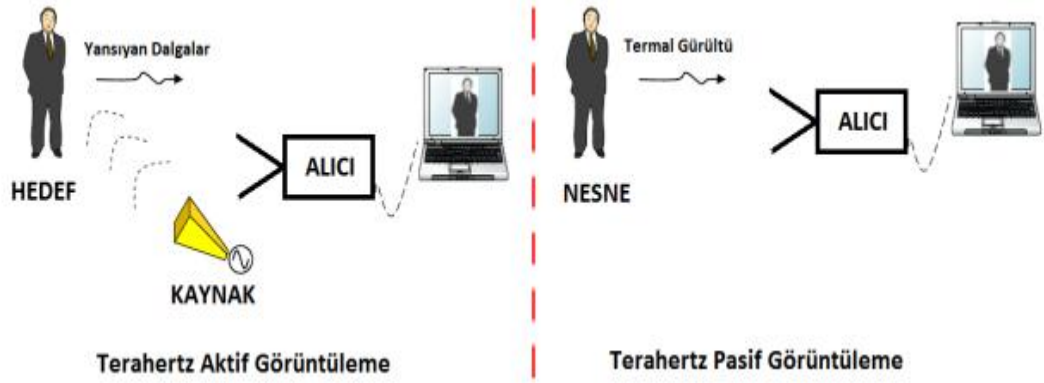 Yansıyan Dalgalar
HEDEF
ALICI
KAYNAK
Terahertz Aktif Görüntüleme
Termal Gürültü
NESNE
ALICI
Terahertz Pasif Görüntüleme